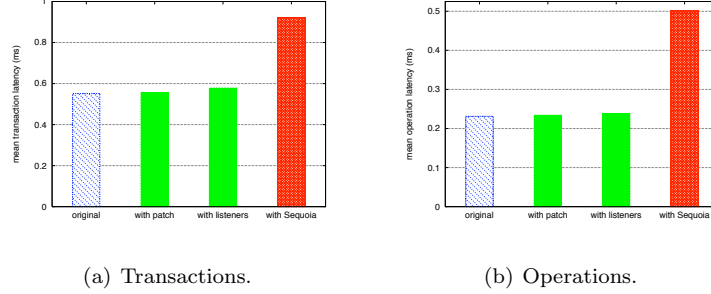 1
0.8
0.6
0.4
0.2
0
mean transaction latency (ms)
original
with patch
with listeners
with Sequoia
(a) Transactions.
0.5
0.4
0.3
0.2
0.1
0
mean operation latency (ms)
original
with patch
with listeners
with Sequoia
(b) Operations.